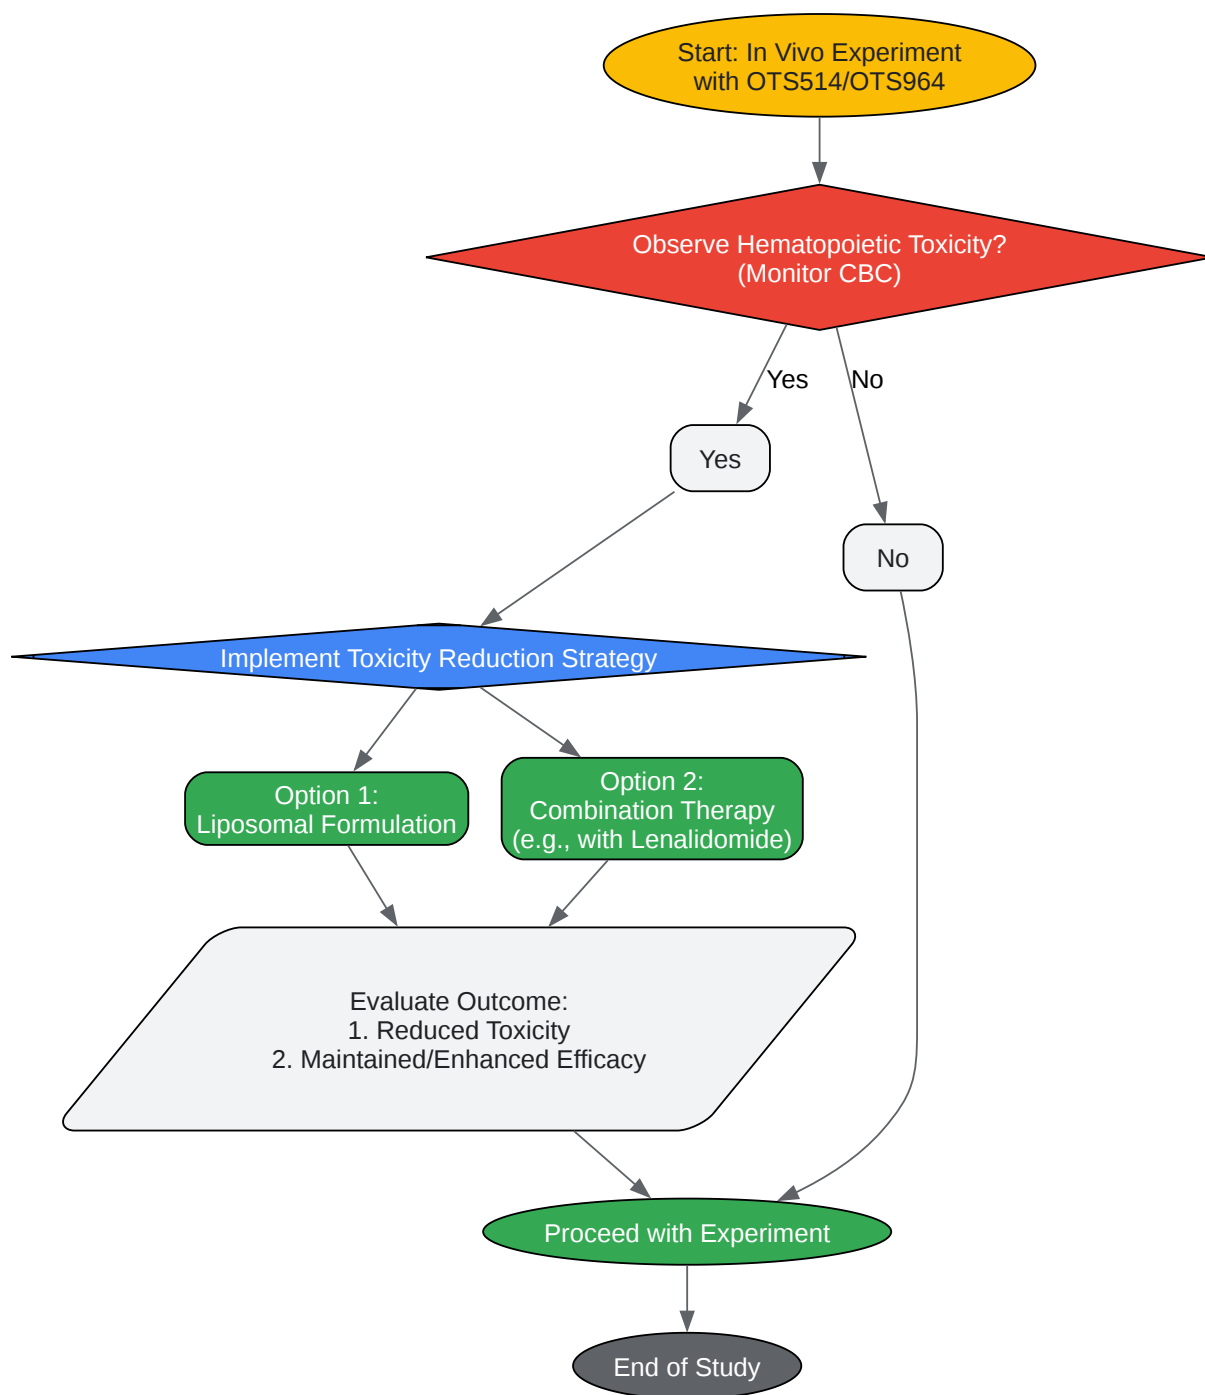 Start: In Vivo Experiment
with OTS514/OTS964
Observe Hematopoietic Toxicity?
(Monitor CBC)
Yes
No
Yes
No
Implement Toxicity Reduction Strategy
Option 1:
Liposomal Formulation
Option 2:
Combination Therapy
(e.g., with Lenalidomide)
Evaluate Outcome:
1. Reduced Toxicity
2. Maintained/Enhanced Efficacy
Proceed with Experiment
End of Study